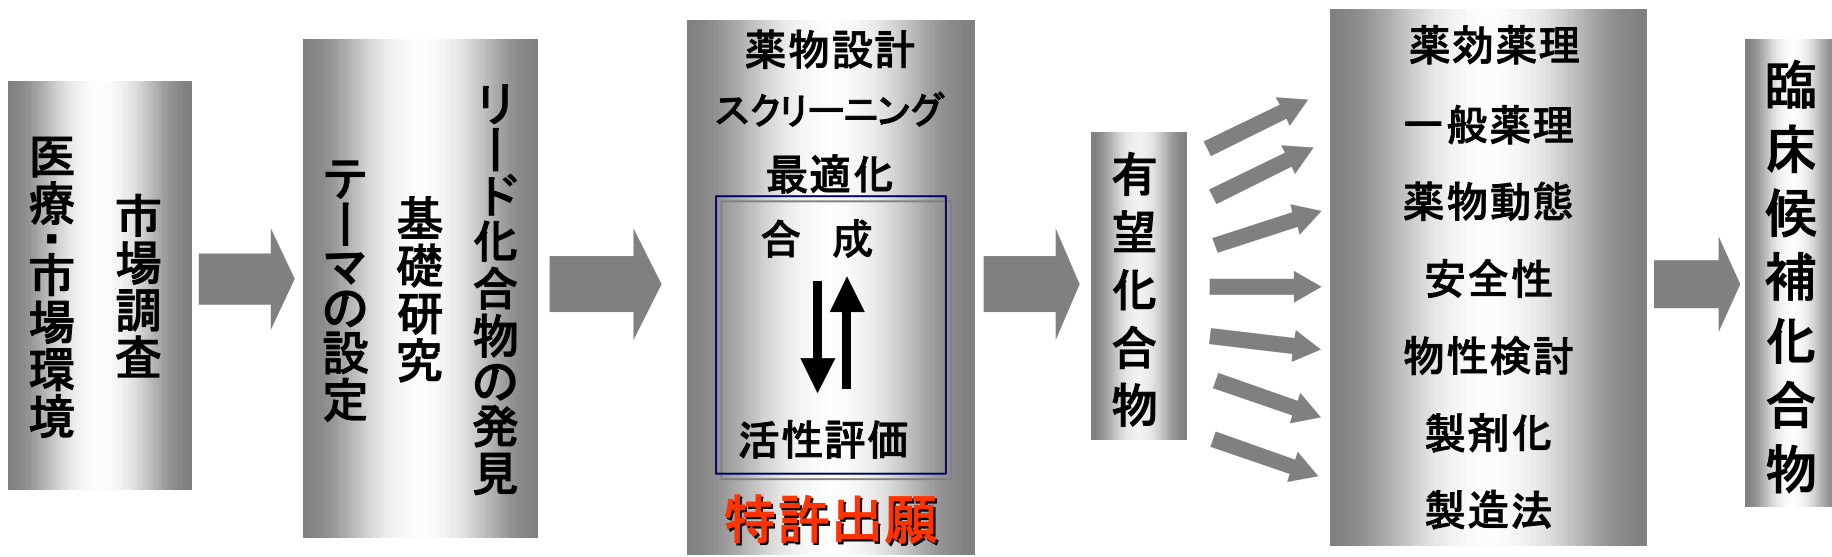 医療・市場環境
市場調査
テーマの設定
基礎研究
リード化合物の発見
薬物設計
スクリーニング
最適化
合 成
活性評価
特許出願
有望化合物
薬効薬理
一般薬理
薬物動態
安全性
物性検討
製剤化
製造法
臨床候補化合物